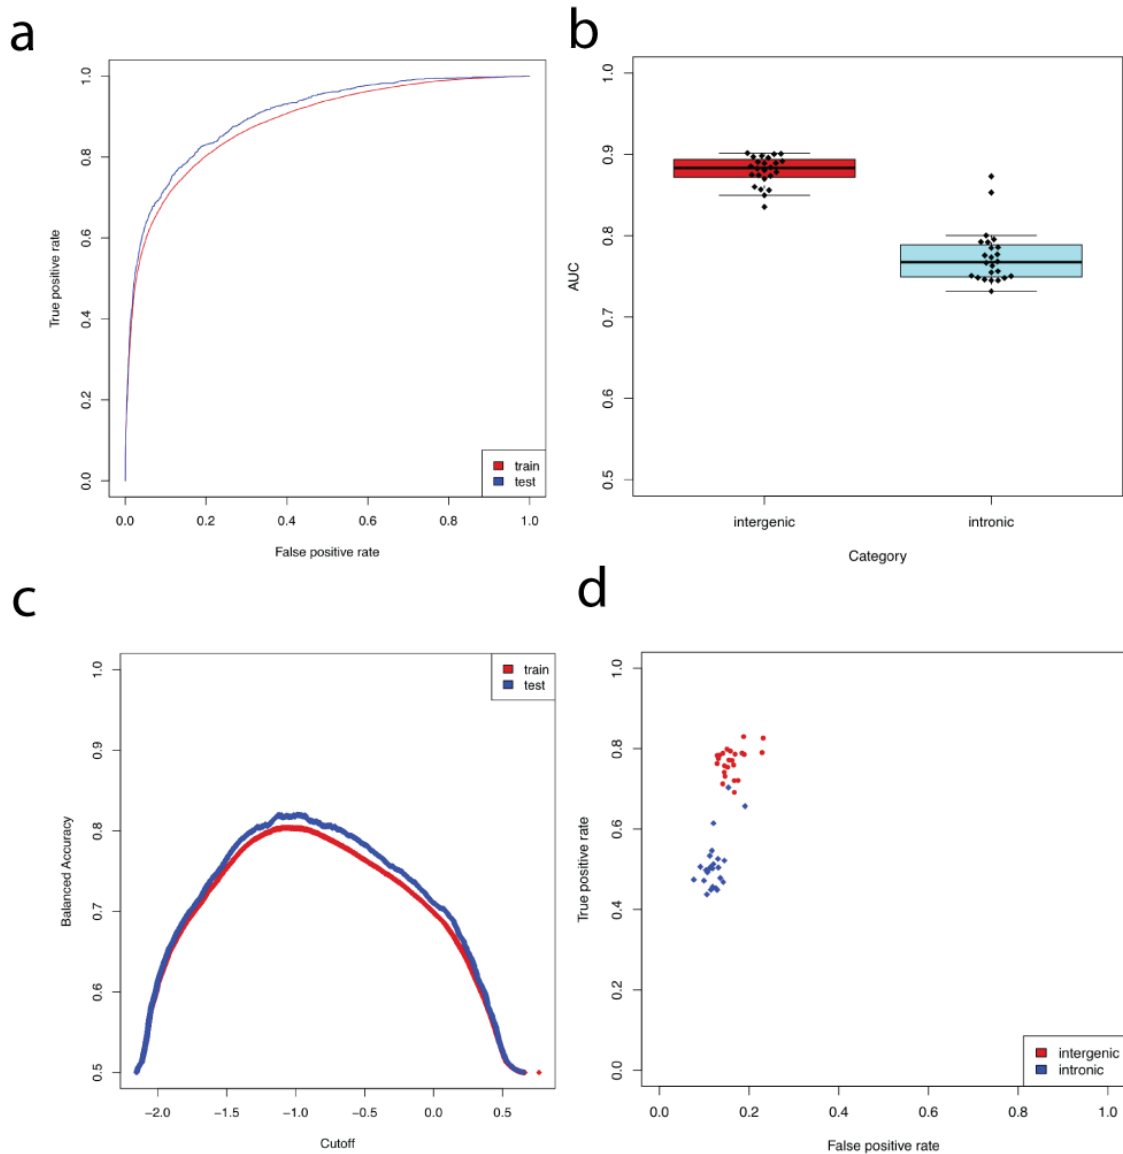 a
1.0
0.8
0.6
0.4
0.2
0.0
True positive rate
train
test
0.0 0.2 0.4 0.6 0.8 1.0
False positive rate
b
1.0
0.9
0.8
0.7
0.6
0.5
AUC
intergenic intronic
Category
c
1.0
0.9
0.8
0.7
0.6
0.5
Balanced Accuracy
train
test
−2.0 −1.5 −1.0 −0.5 0.0 0.5
Cutoff
d
1.0
0.8
0.6
0.4
0.2
0.0
True positive rate
intergenic
intronic
0.0 0.2 0.4 0.6 0.8 1.0
False positive rate